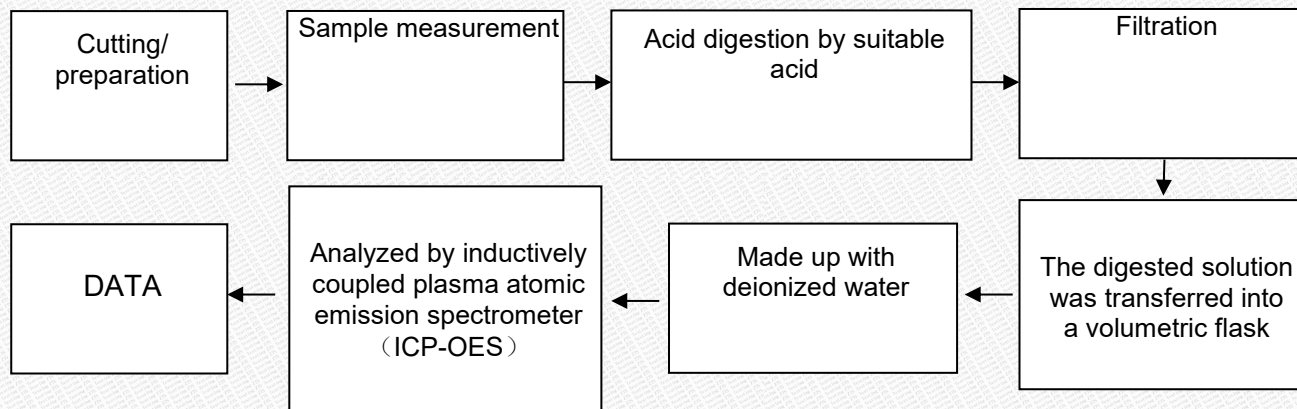 Cutting/
preparation
Sample measurement
Acid digestion by suitable
acid
Filtration
The digested solution
was transferred into
a volumetric flask
Made up with
deionized water
Analyzed by inductively
coupled plasma atomic
emission spectrometer
（ICP-OES）
DATA